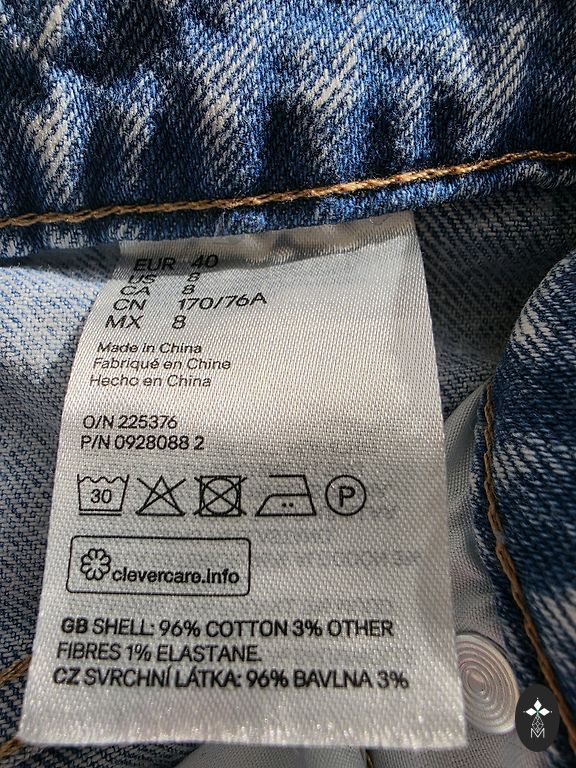 EUR 40
US 8
CA 8
CN 170/76A
MX 8
Made in China
Fabriqué en Chine
Hecho en China
O/N 225376
P/N 0928088 2
30
P
clevercare.info
GB SHELL: 96% COTTON 3% OTHER
FIBRES 1% ELASTANE.
CZ SVRCHNÍ LÁTKA: 96% BAVLNA 3%
M